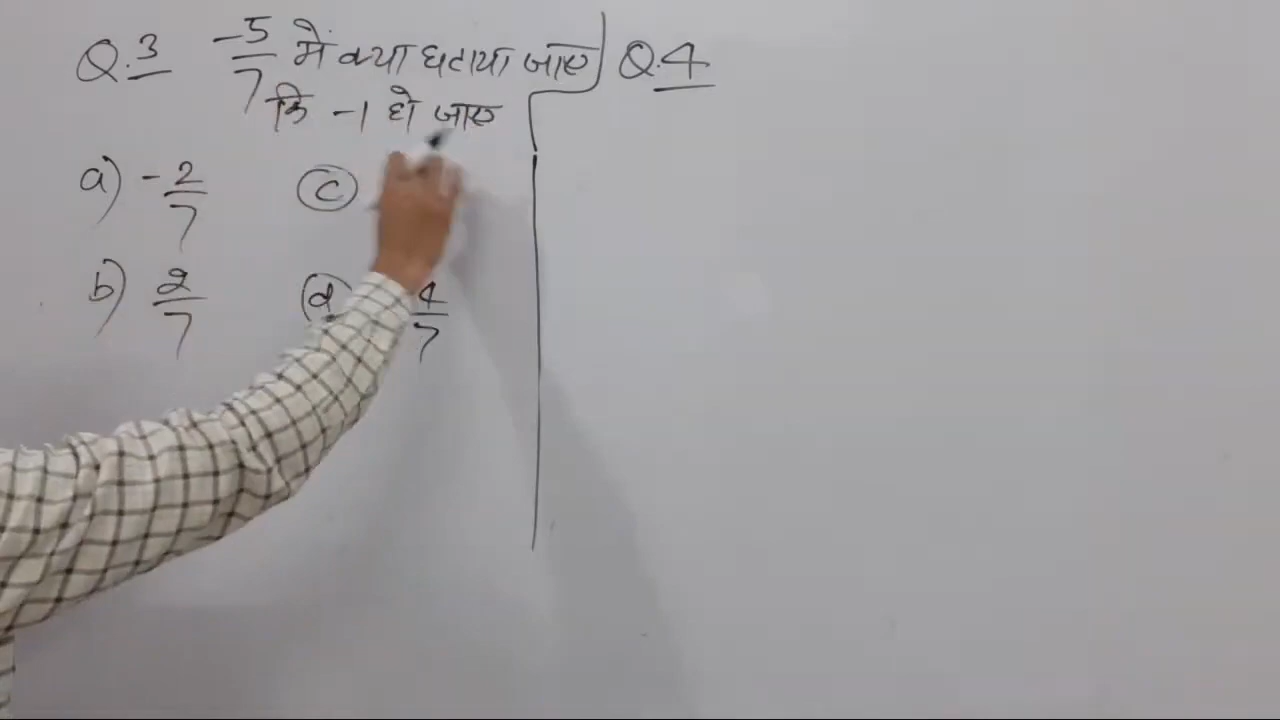 Q.3 -5/7 में क्या घटाया जाए
कि -1 हो जाए
a) -2/7
b) 2/7
(c)
(d) 4/7
Q.4